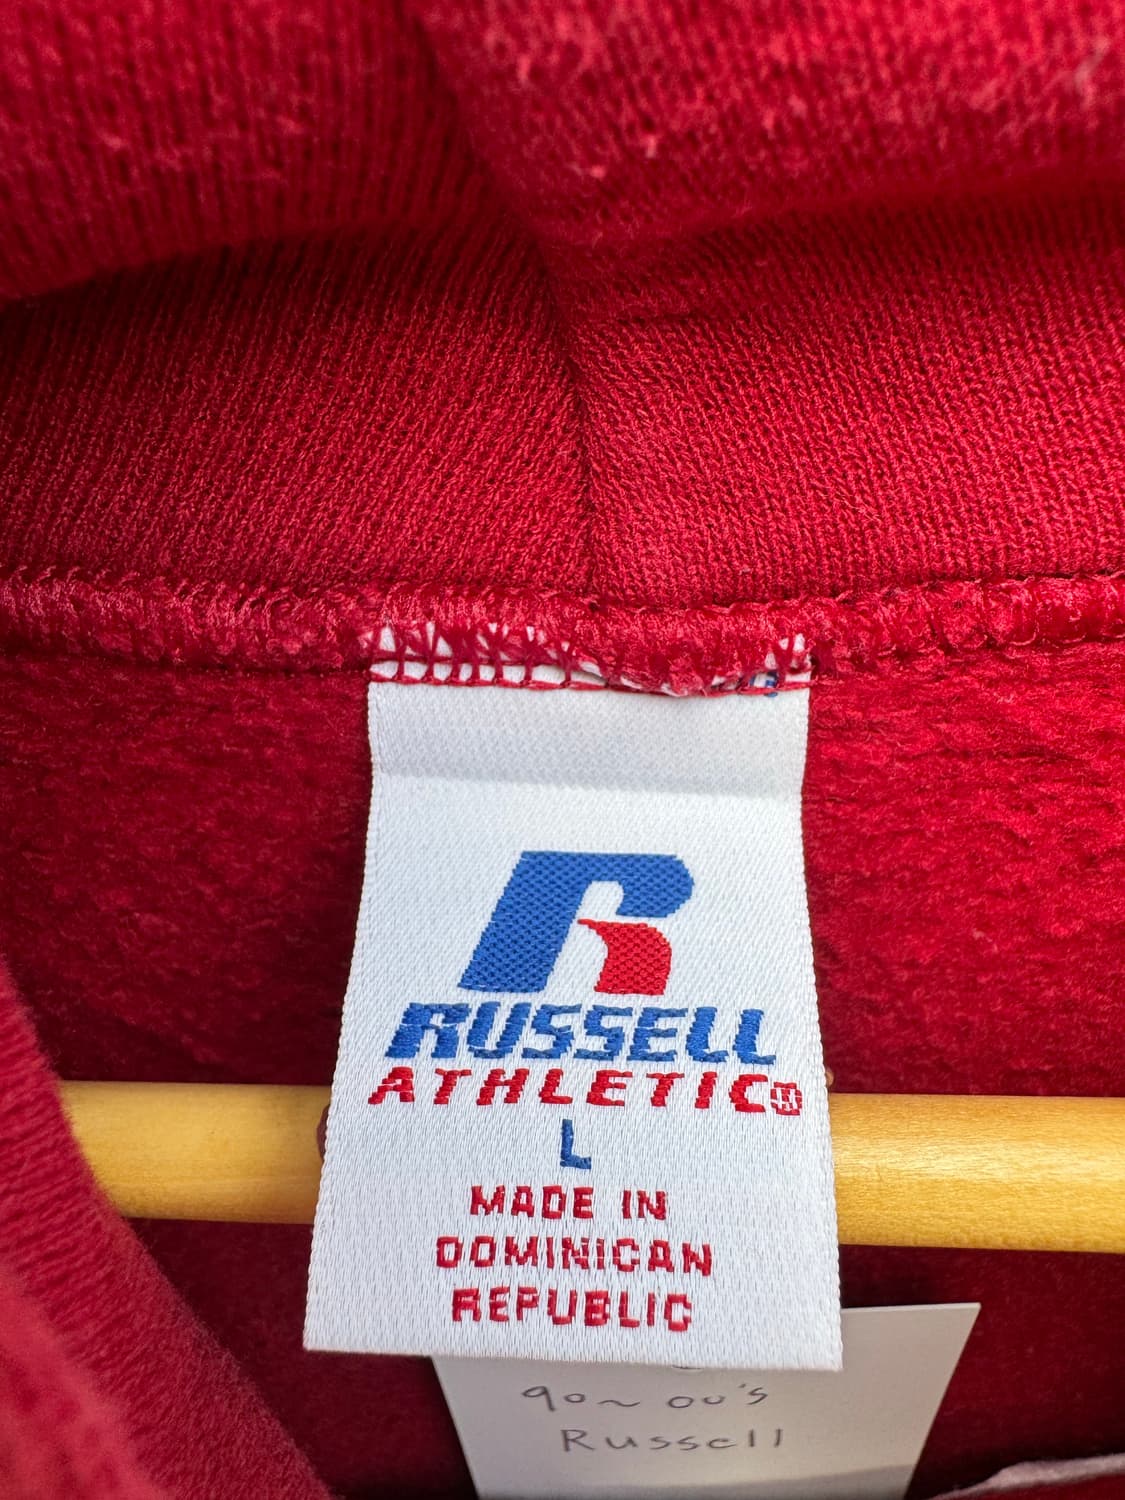 R
RUSSELL
ATHLETIC®
L
MADE IN
DOMINICAN
REPUBLIC
90~00's
Russell